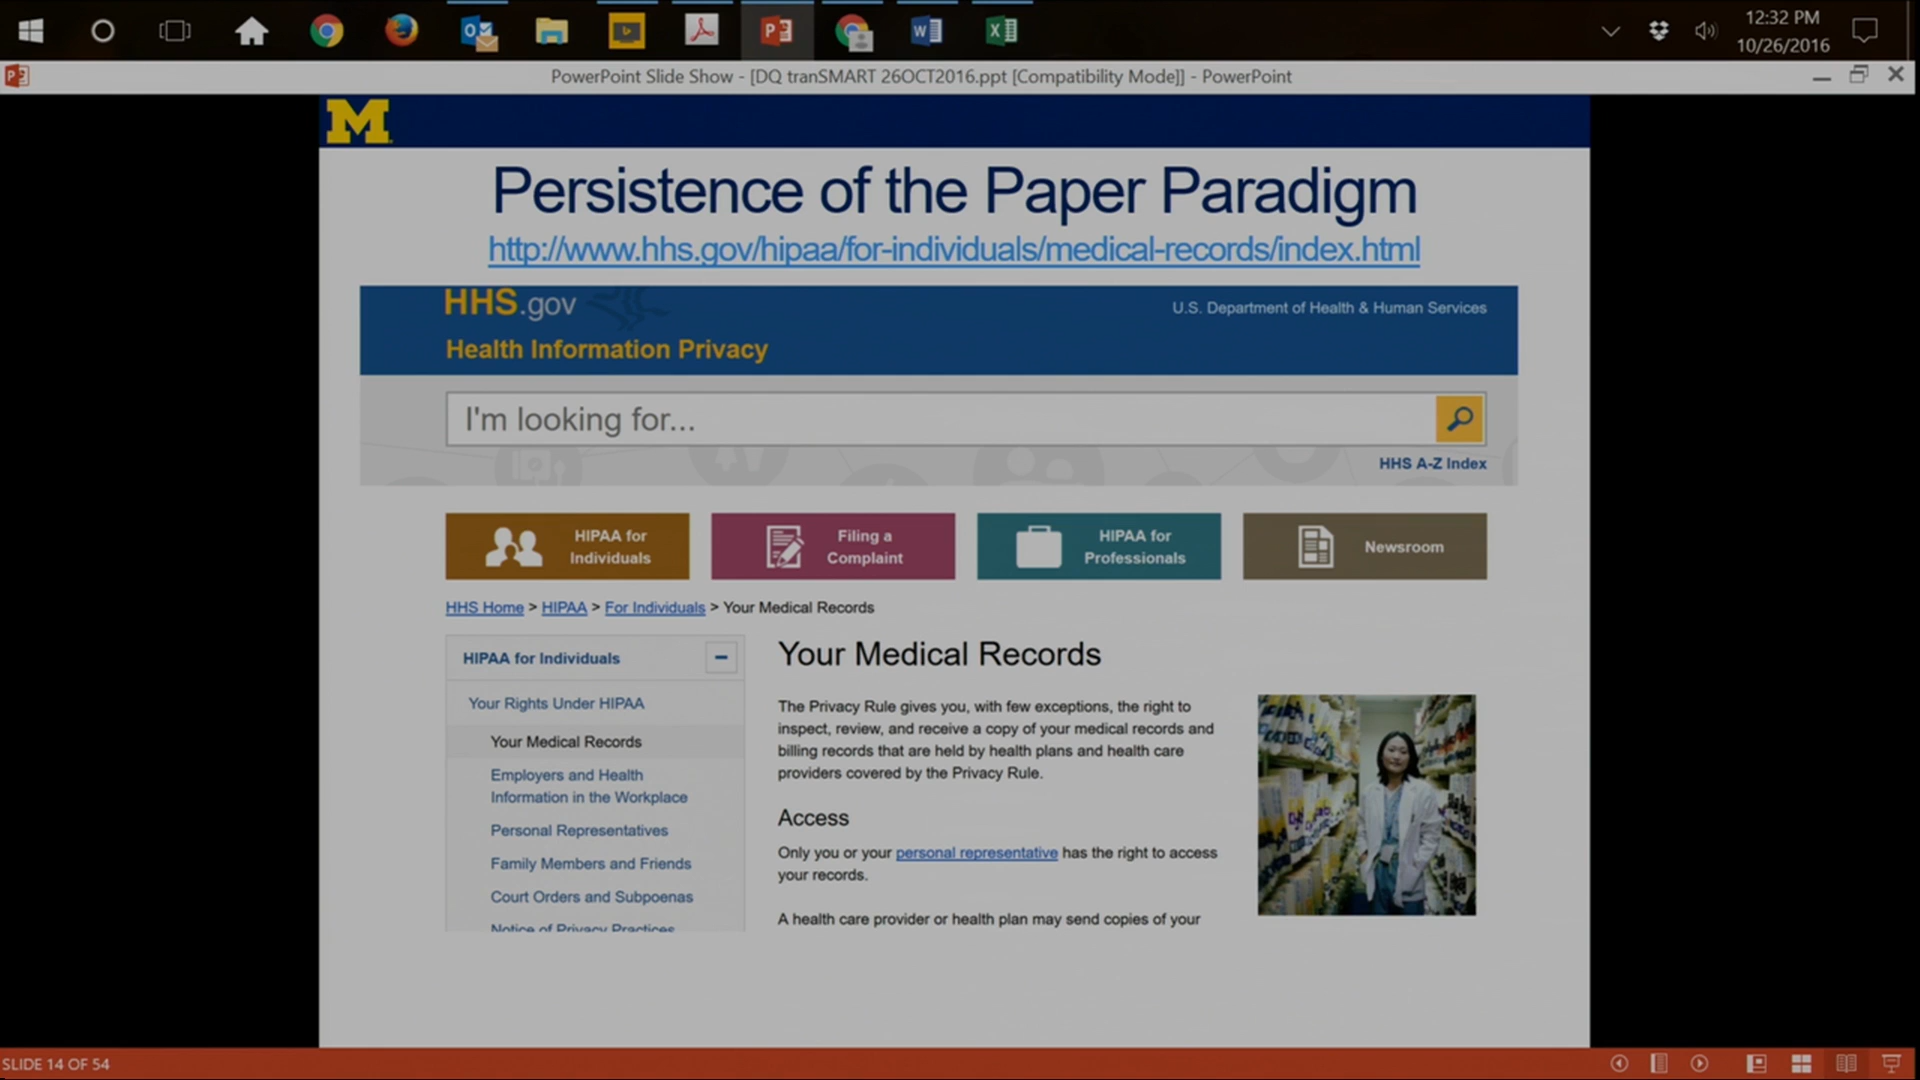 12:32 PM
10/26/2016
PowerPoint Slide Show - [DQ tranSMART 26OCT2016.ppt [Compatibility Mode]] - PowerPoint
M
Persistence of the Paper Paradigm
http://www.hhs.gov/hipaa/for-individuals/medical-records/index.html
HHS.gov
U.S. Department of Health & Human Services
Health Information Privacy
I'm looking for...
HHS A-Z Index
HIPAA for
Individuals
Filing a
Complaint
HIPAA for
Professionals
Newsroom
HHS Home > HIPAA > For Individuals > Your Medical Records
HIPAA for Individuals
Your Rights Under HIPAA
Your Medical Records
Employers and Health
Information in the Workplace
Personal Representatives
Family Members and Friends
Court Orders and Subpoenas
Notice of Privacy Practices
Your Medical Records
The Privacy Rule gives you, with few exceptions, the right to
inspect, review, and receive a copy of your medical records and
billing records that are held by health plans and health care
providers covered by the Privacy Rule.
Access
Only you or your personal representative has the right to access
your records.
A health care provider or health plan may send copies of your
SLIDE 14 OF 54